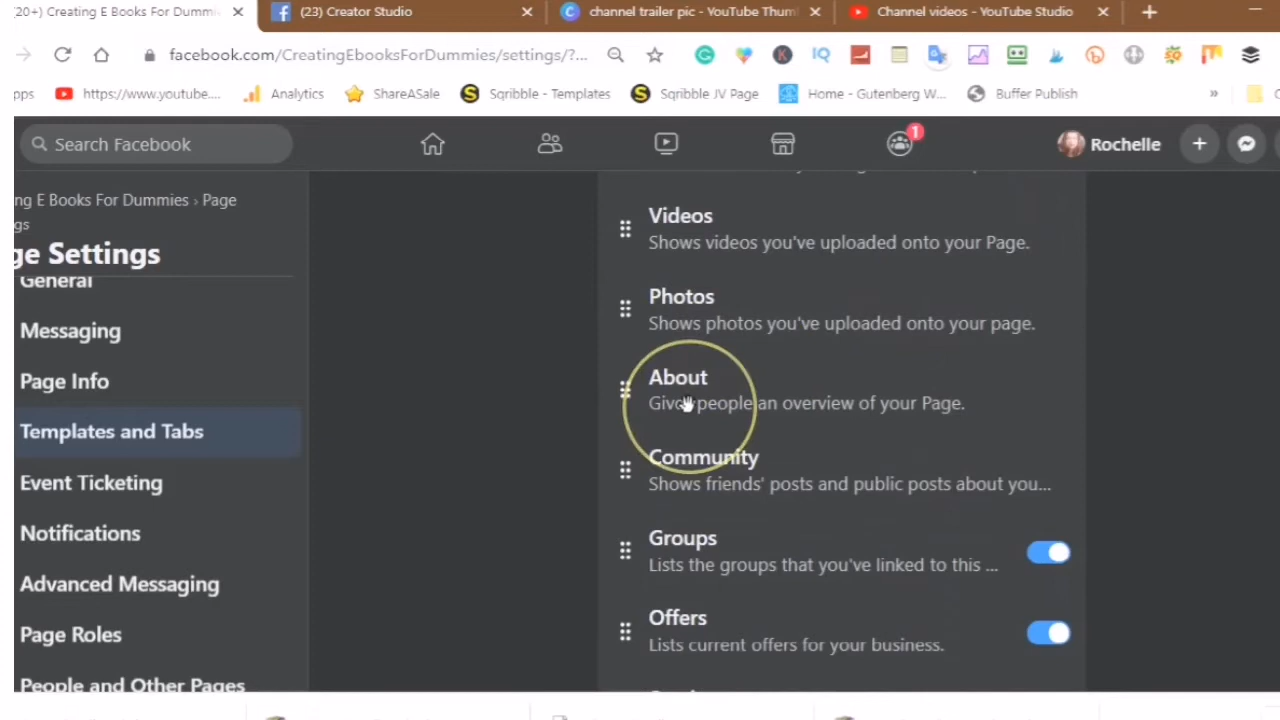 (20+) Creating E Books For Dummi
(23) Creator Studio
channel trailer pic - YouTube Thum
Channel videos - YouTube Studio
facebook.com/CreatingEbooksForDummies/settings/?...
IQ
K
pps
https://www.youtube....
Analytics
ShareASale
Sqribble - Templates
Sqribble JV Page
Home - Gutenberg W...
Buffer Publish
»
Search Facebook
1
Rochelle
ng E Books For Dummies › Page
gs
ge Settings
General
Messaging
Page Info
Templates and Tabs
Event Ticketing
Notifications
Advanced Messaging
Page Roles
People and Other Pages
Videos
Shows videos you've uploaded onto your Page.
Photos
Shows photos you've uploaded onto your page.
About
Gives people an overview of your Page.
Community
Shows friends' posts and public posts about you...
Groups
Lists the groups that you've linked to this ...
Offers
Lists current offers for your business.